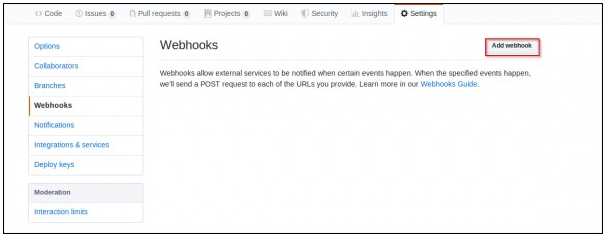 Code Issues 0 Pull requests 0 Projects 0 Wiki Security Insights Settings
Options
Collaborators
Branches
Webhooks
Notifications
Integrations & services
Deploy keys
Moderation
Interaction limits
Webhooks
Add webhook
Webhooks allow external services to be notified when certain events happen. When the specified events happen,
we'll send a POST request to each of the URLs you provide. Learn more in our Webhooks Guide.